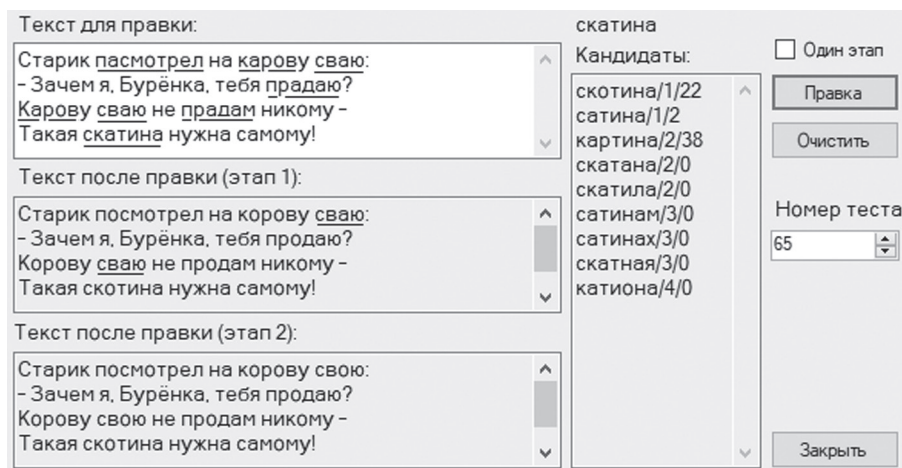 Текст для правки:
Старик пасмотрел на карову сваю:
– Зачем я, Бурёнка, тебя прадаю?
Карову сваю не прадам никому –
Такая скатина нужна самому!
Текст после правки (этап 1):
Старик посмотрел на корову сваю:
– Зачем я, Бурёнка, тебя продаю?
Корову сваю не продам никому –
Такая скотина нужна самому!
Текст после правки (этап 2):
Старик посмотрел на корову свою:
– Зачем я, Бурёнка, тебя продаю?
Корову свою не продам никому –
Такая скотина нужна самому!
скатина
Кандидаты:
скотина/1/22
сатина/1/2
картина/2/38
скатана/2/0
скатила/2/0
сатинам/3/0
сатинах/3/0
скатная/3/0
катиона/4/0
Один этап
Правка
Очистить
Номер теста
65
Закрыть